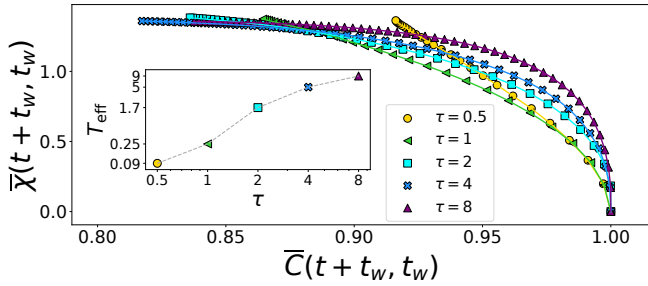 χ̅(t + t_w, t_w)
1.0
0.5
0.0
0.80
0.85
0.90
0.95
1.00
C̅(t + t_w, t_w)
T_eff
9
5
1.7
0.25
0.09
0.5
1
2
4
8
τ
τ = 0.5
τ = 1
τ = 2
τ = 4
τ = 8